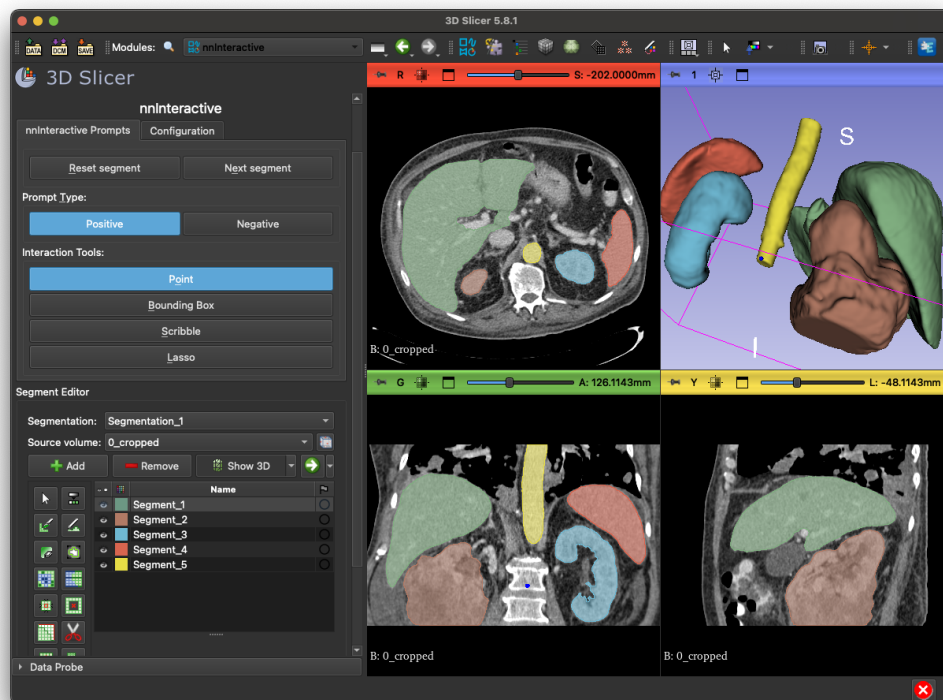 3D Slicer 5.8.1
DATA DCM SAVE Modules: nnInteractive
3D Slicer
nnInteractive
nnInteractive Prompts Configuration
Reset segment Next segment
Prompt Type:
Positive Negative
Interaction Tools:
Point
Bounding Box
Scribble
Lasso
Segment Editor
Segmentation: Segmentation_1
Source volume: 0_cropped
Add Remove Show 3D
Name
Segment_1
Segment_2
Segment_3
Segment_4
Segment_5
Data Probe
R S: -202.0000mm
B: 0_cropped
1
S
I
G A: 126.1143mm
B: 0_cropped
Y L: -48.1143mm
B: 0_cropped